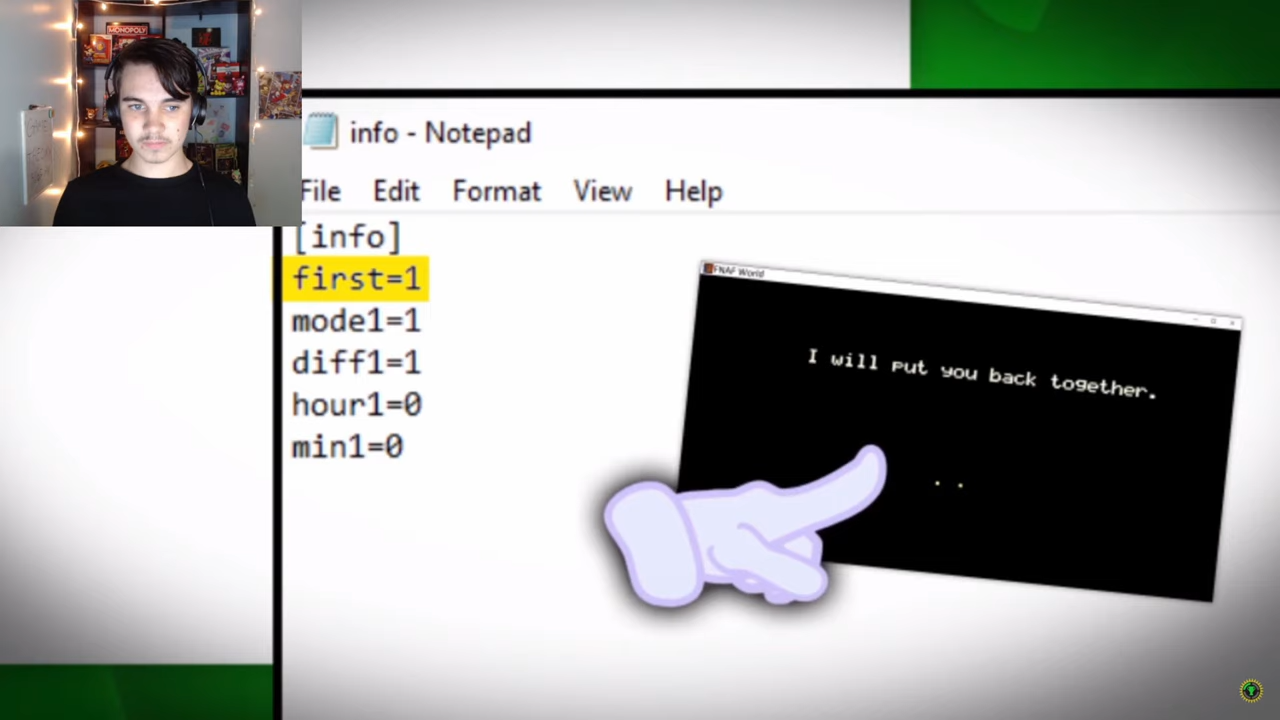 MONOPOLY
info - Notepad
File Edit Format View Help
[info]
first=1
mode1=1
diff1=1
hour1=0
min1=0
FNAF World
I will put you back together.
. .